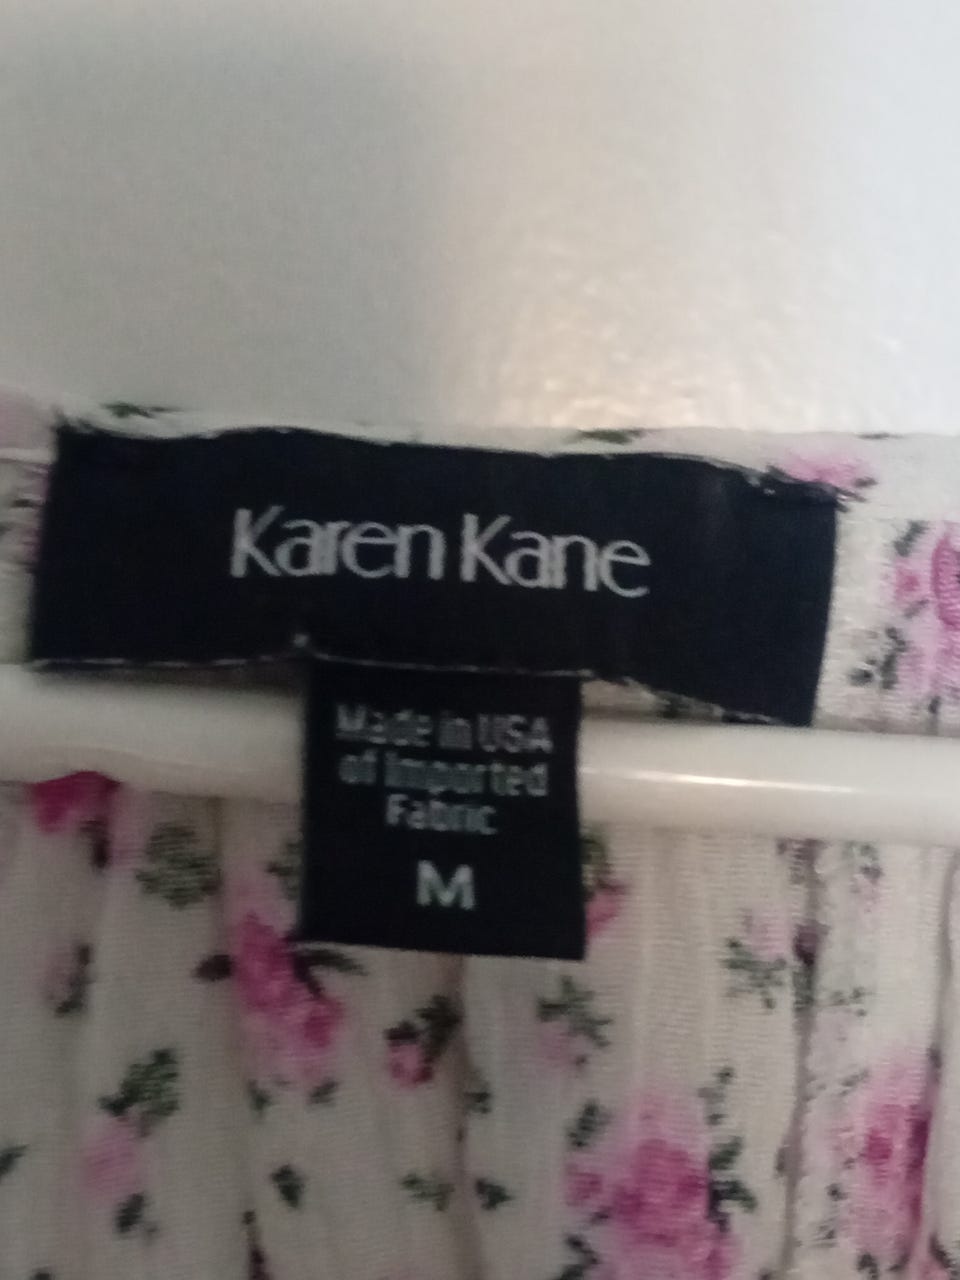 Karen Kane
Made in USA
of Imported
Fabric
M